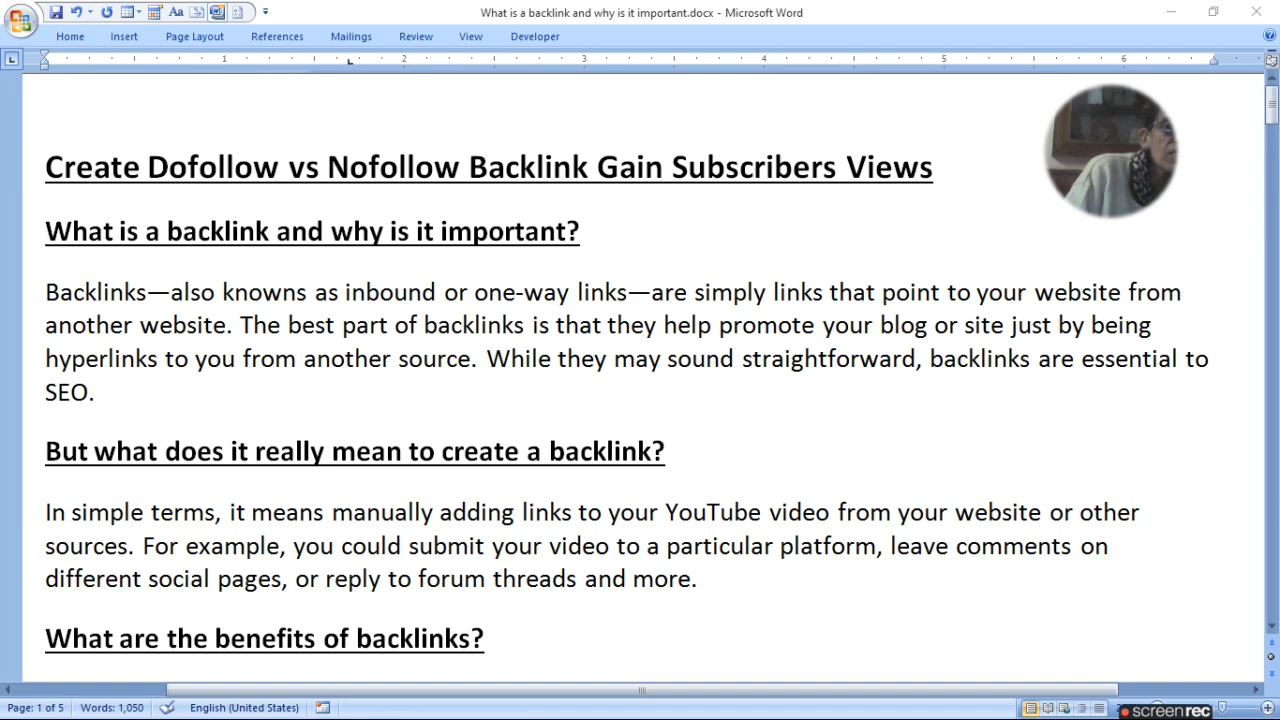 What is a backlink and why is it important.docx - Microsoft Word
Home Insert Page Layout References Mailings Review View Developer
1 2 3 4 5 6
Create Dofollow vs Nofollow Backlink Gain Subscribers Views
What is a backlink and why is it important?
Backlinks—also knowns as inbound or one-way links—are simply links that point to your website from
another website. The best part of backlinks is that they help promote your blog or site just by being
hyperlinks to you from another source. While they may sound straightforward, backlinks are essential to
SEO.
But what does it really mean to create a backlink?
In simple terms, it means manually adding links to your YouTube video from your website or other
sources. For example, you could submit your video to a particular platform, leave comments on
different social pages, or reply to forum threads and more.
What are the benefits of backlinks?
Page: 1 of 5 Words: 1,050 English (United States)
screenrec